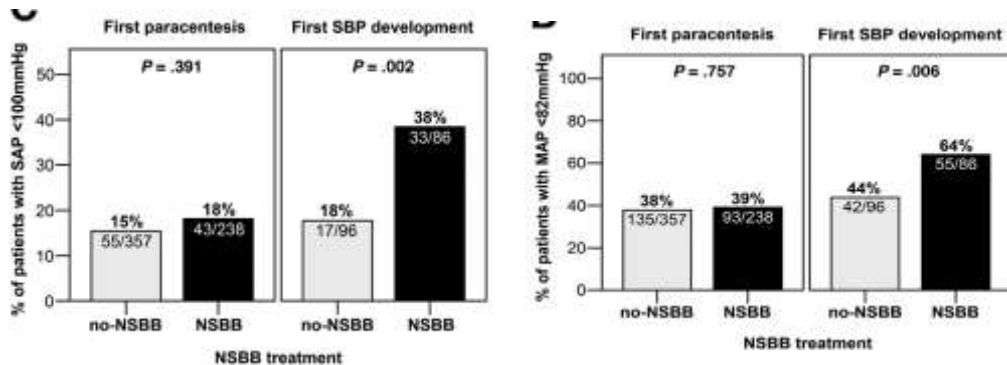 C
First paracentesis
First SBP development
P = .391
P = .002
% of patients with SAP <100mmHg
50
40
30
20
10
0
15%
55/357
18%
43/238
18%
17/96
38%
33/86
no-NSBB
NSBB
no-NSBB
NSBB
NSBB treatment
D
First paracentesis
First SBP development
P = .757
P = .006
% of patients with MAP <82mmHg
100
80
60
40
20
0
38%
135/357
39%
93/238
44%
42/96
64%
55/86
no-NSBB
NSBB
no-NSBB
NSBB
NSBB treatment